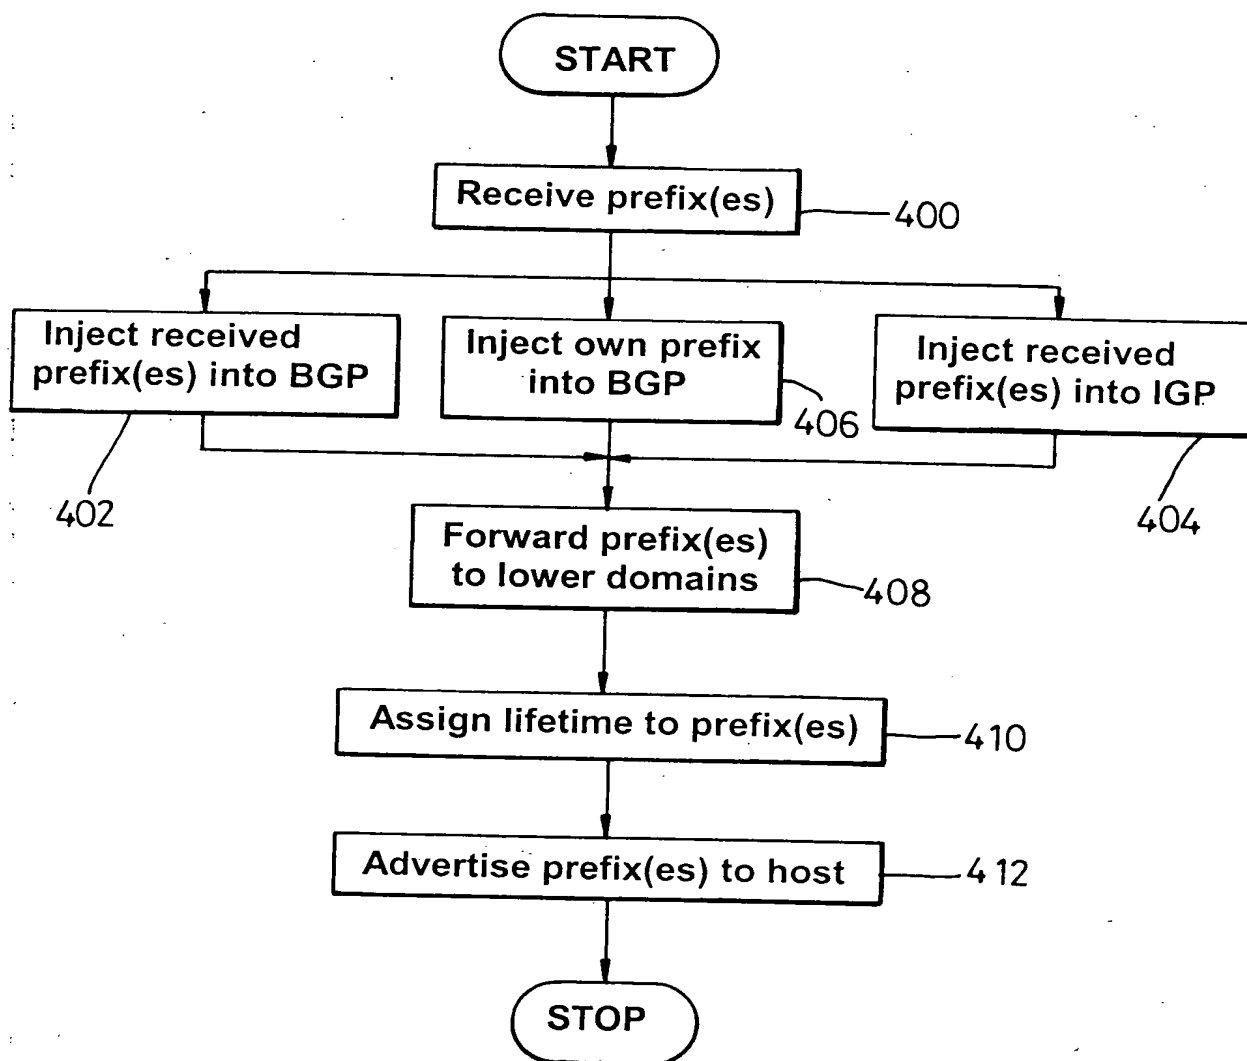 START
Receive prefix(es)
400
Inject received
prefix(es) into BGP
402
Inject own prefix
into BGP
406
Inject received
prefix(es) into IGP
404
Forward prefix(es)
to lower domains
408
Assign lifetime to prefix(es)
410
Advertise prefix(es) to host
412
STOP